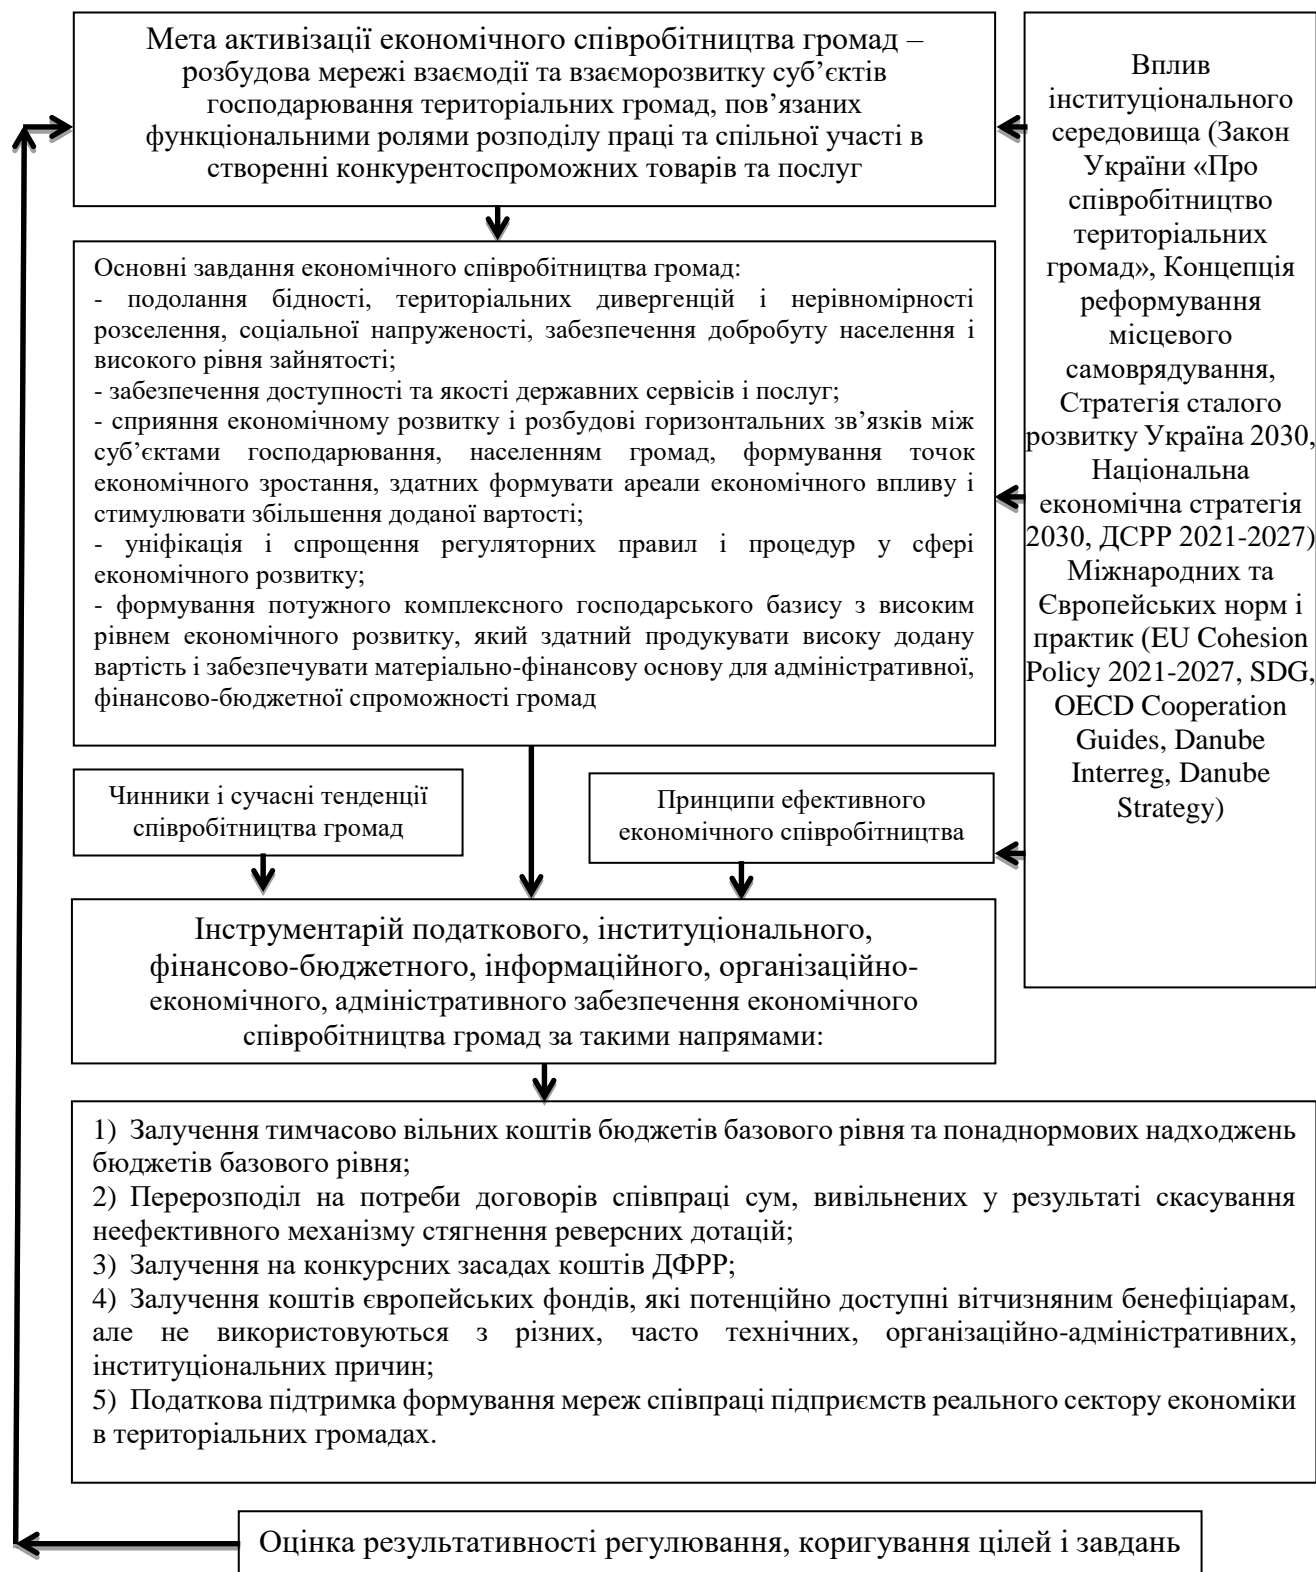 Мета активізації економічного співробітництва громад –
розбудова мережі взаємодії та взаєморозвитку суб’єктів
господарювання територіальних громад, пов’язаних
функціональними ролями розподілу праці та спільної участі в
створенні конкурентоспроможних товарів та послуг
Основні завдання економічного співробітництва громад:
- подолання бідності, територіальних дивергенцій і нерівномірності
розселення, соціальної напруженості, забезпечення добробуту населення і
високого рівня зайнятості;
- забезпечення доступності та якості державних сервісів і послуг;
- сприяння економічному розвитку і розбудові горизонтальних зв’язків між
суб’єктами господарювання, населенням громад, формування точок
економічного зростання, здатних формувати ареали економічного впливу і
стимулювати збільшення доданої вартості;
- уніфікація і спрощення регуляторних правил і процедур у сфері
економічного розвитку;
- формування потужного комплексного господарського базису з високим
рівнем економічного розвитку, який здатний продукувати високу додану
вартість і забезпечувати матеріально-фінансову основу для адміністративної,
фінансово-бюджетної спроможності громад
Вплив
інституціонального
середовища (Закон
України «Про
співробітництво
територіальних
громад», Концепція
реформування
місцевого
самоврядування,
Стратегія сталого
розвитку Україна 2030,
Національна
економічна стратегія
2030, ДСРР 2021-2027)
Міжнародних та
Європейських норм і
практик (EU Cohesion
Policy 2021-2027, SDG,
OECD Cooperation
Guides, Danube
Interreg, Danube
Strategy)
Чинники і сучасні тенденції
співробітництва громад
Принципи ефективного
економічного співробітництва
Інструментарій податкового, інституціонального,
фінансово-бюджетного, інформаційного, організаційно-
економічного, адміністративного забезпечення економічного
співробітництва громад за такими напрямами:
1) Залучення тимчасово вільних коштів бюджетів базового рівня та понаднормових надходжень
бюджетів базового рівня;
2) Перерозподіл на потреби договорів співпраці сум, вивільнених у результаті скасування
неефективного механізму стягнення реверсних дотацій;
3) Залучення на конкурсних засадах коштів ДФРР;
4) Залучення коштів європейських фондів, які потенційно доступні вітчизняним бенефіціарам,
але не використовуються з різних, часто технічних, організаційно-адміністративних,
інституціональних причин;
5) Податкова підтримка формування мереж співпраці підприємств реального сектору економіки
в територіальних громадах.
Оцінка результативності регулювання, коригування цілей і завдань